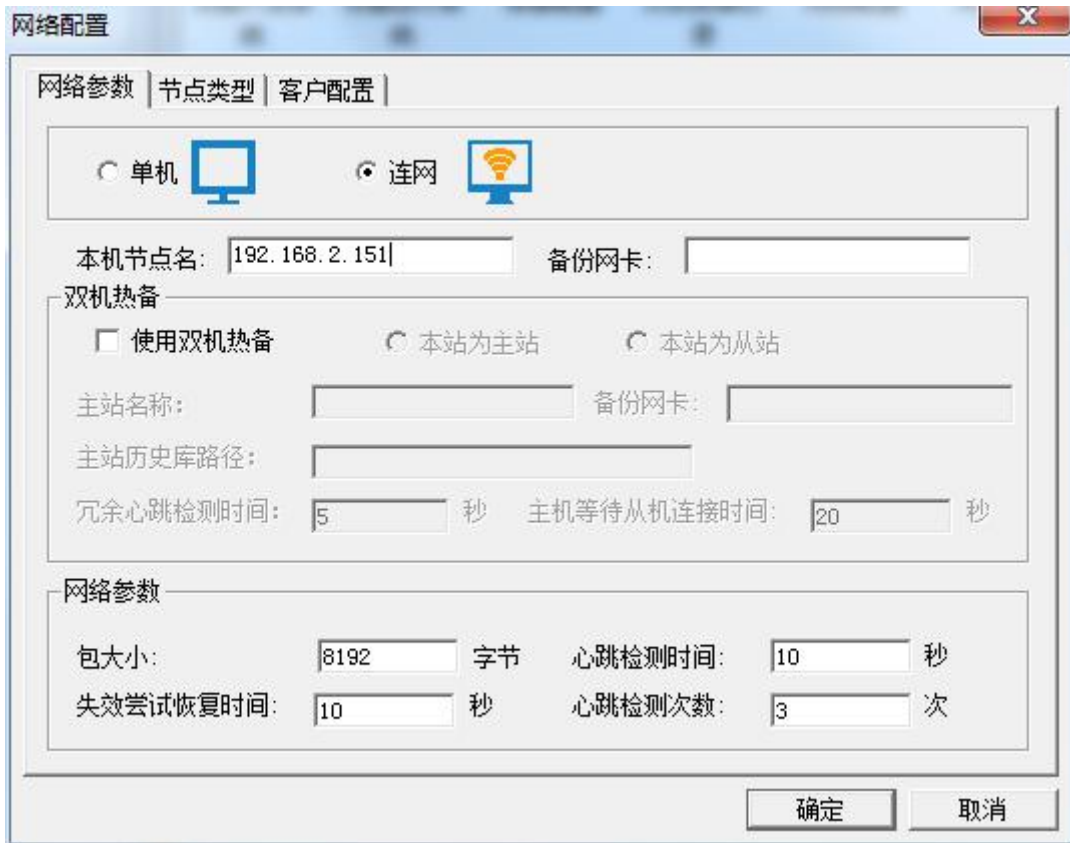 网络配置
网络参数 节点类型 客户配置
单机 连网
本机节点名: 192.168.2.151 备份网卡:
双机热备
使用双机热备 本站为主站 本站为从站
主站名称: 备份网卡:
主站历史库路径:
冗余心跳检测时间: 5 秒 主机等待从机连接时间: 20 秒
网络参数
包大小: 8192 字节 心跳检测时间: 10 秒
失效尝试恢复时间: 10 秒 心跳检测次数: 3 次
确定 取消